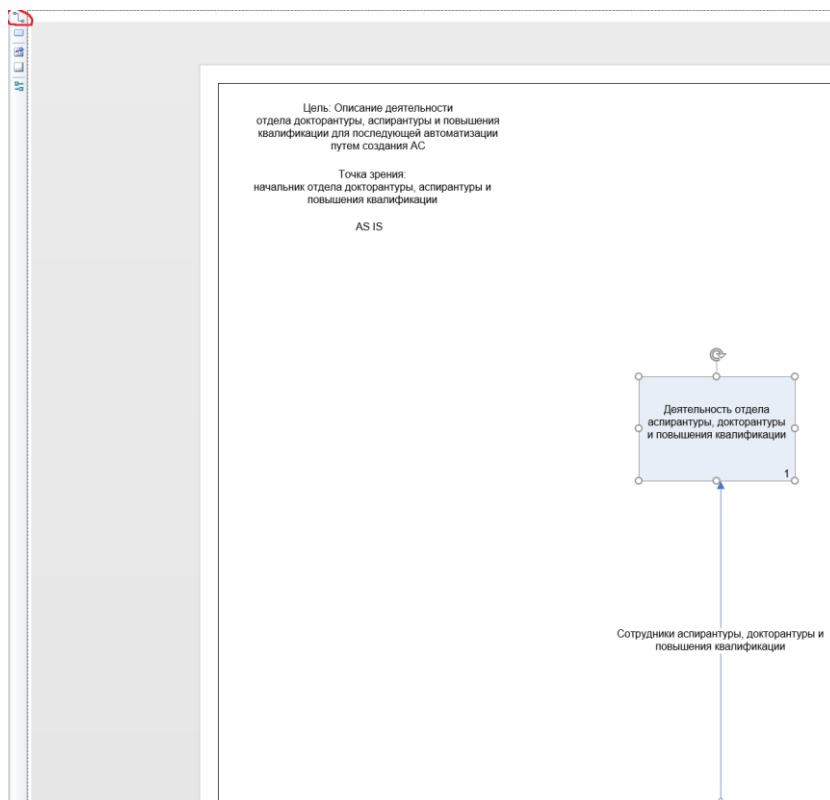 Цель: Описание деятельности
отдела докторантуры, аспирантуры и повышения
квалификации для последующей автоматизации
путем создания АС
Точка зрения:
начальник отдела докторантуры, аспирантуры и
повышения квалификации
AS IS
Деятельность отдела
аспирантуры, докторантуры
и повышения квалификации
1
Сотрудники аспирантуры, докторантуры и
повышения квалификации